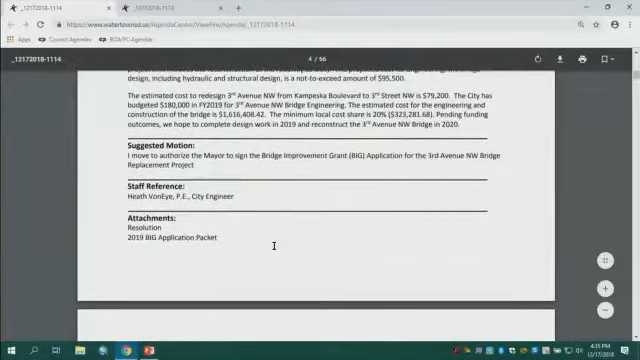 _12172018-1114
_12172018-1114
https://www.watertownsd.us/AgendaCenter/ViewFile/Agenda/_12172018-1114
Apps
Council Agendas
BOA/PC Agendas
_12172018-1114
4 / 66
design, including hydraulic and structural design, is a not-to-exceed amount of $95,500.
The estimated cost to redesign 3rd Avenue NW from Kampeska Boulevard to 3rd Street NW is $79,200. The City has
budgeted $180,000 in FY2019 for 3rd Avenue NW Bridge Engineering. The estimated cost for the engineering and
construction of the bridge is $1,616,408.42. The minimum local cost share is 20% ($323,281.68). Pending funding
outcomes, we hope to complete design work in 2019 and reconstruct the 3rd Avenue NW Bridge in 2020.
Suggested Motion:
I move to authorize the Mayor to sign the Bridge Improvement Grant (BIG) Application for the 3rd Avenue NW Bridge
Replacement Project
Staff Reference:
Heath VonEye, P.E., City Engineer
Attachments:
Resolution
2019 BIG Application Packet
4:35 PM
12/17/2018